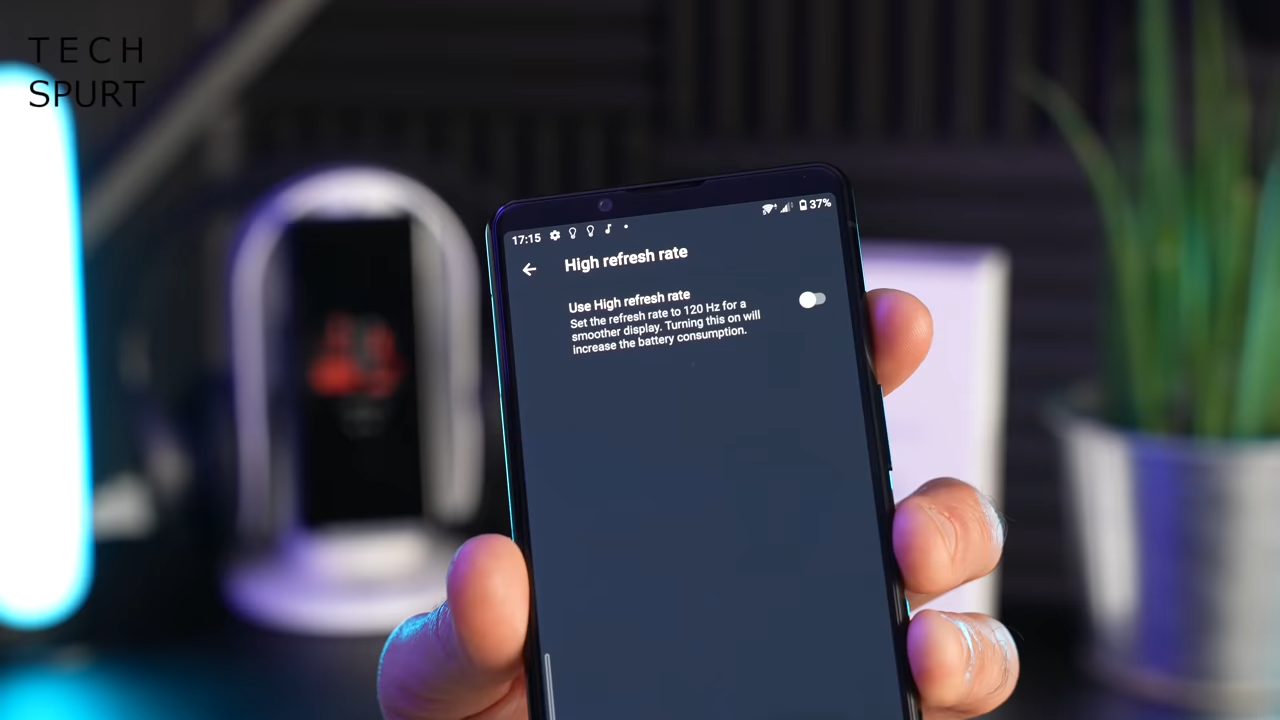 TECH
SPURT
17:15
37%
High refresh rate
Use High refresh rate
Set the refresh rate to 120 Hz for a
smoother display. Turning this on will
increase the battery consumption.